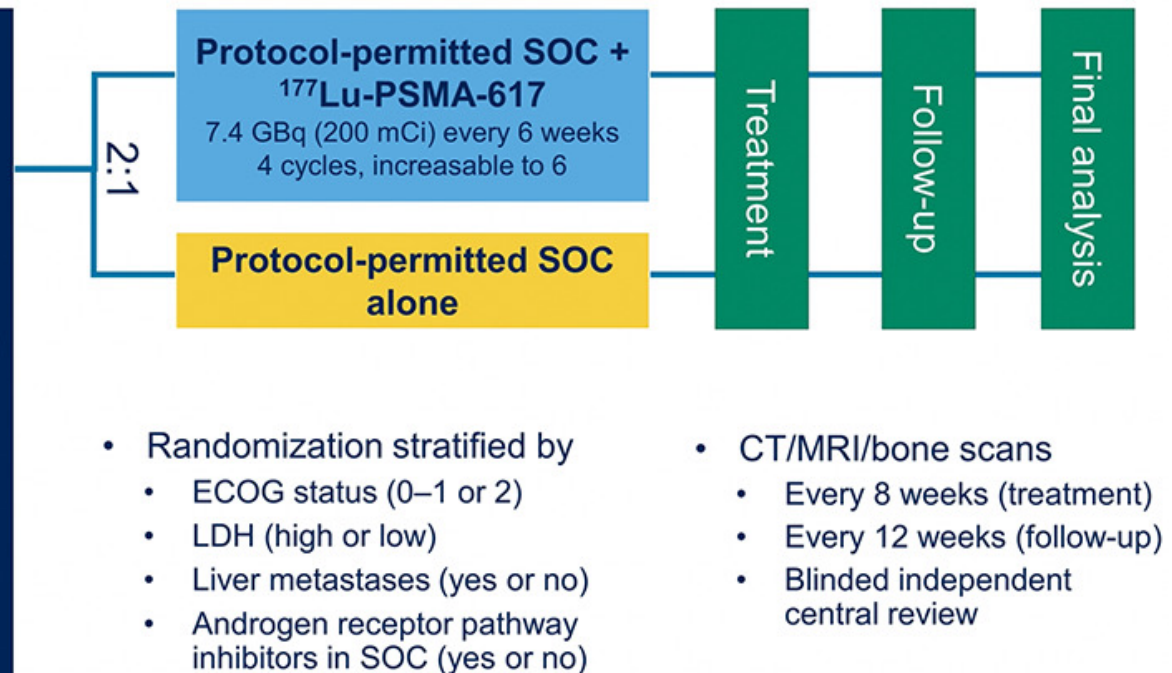 2:1
Protocol-permitted SOC +
¹⁷⁷Lu-PSMA-617
7.4 GBq (200 mCi) every 6 weeks
4 cycles, increasable to 6
Protocol-permitted SOC
alone
Treatment
Follow-up
Final analysis
• Randomization stratified by
• ECOG status (0–1 or 2)
• LDH (high or low)
• Liver metastases (yes or no)
• Androgen receptor pathway
inhibitors in SOC (yes or no)
• CT/MRI/bone scans
• Every 8 weeks (treatment)
• Every 12 weeks (follow-up)
• Blinded independent
central review